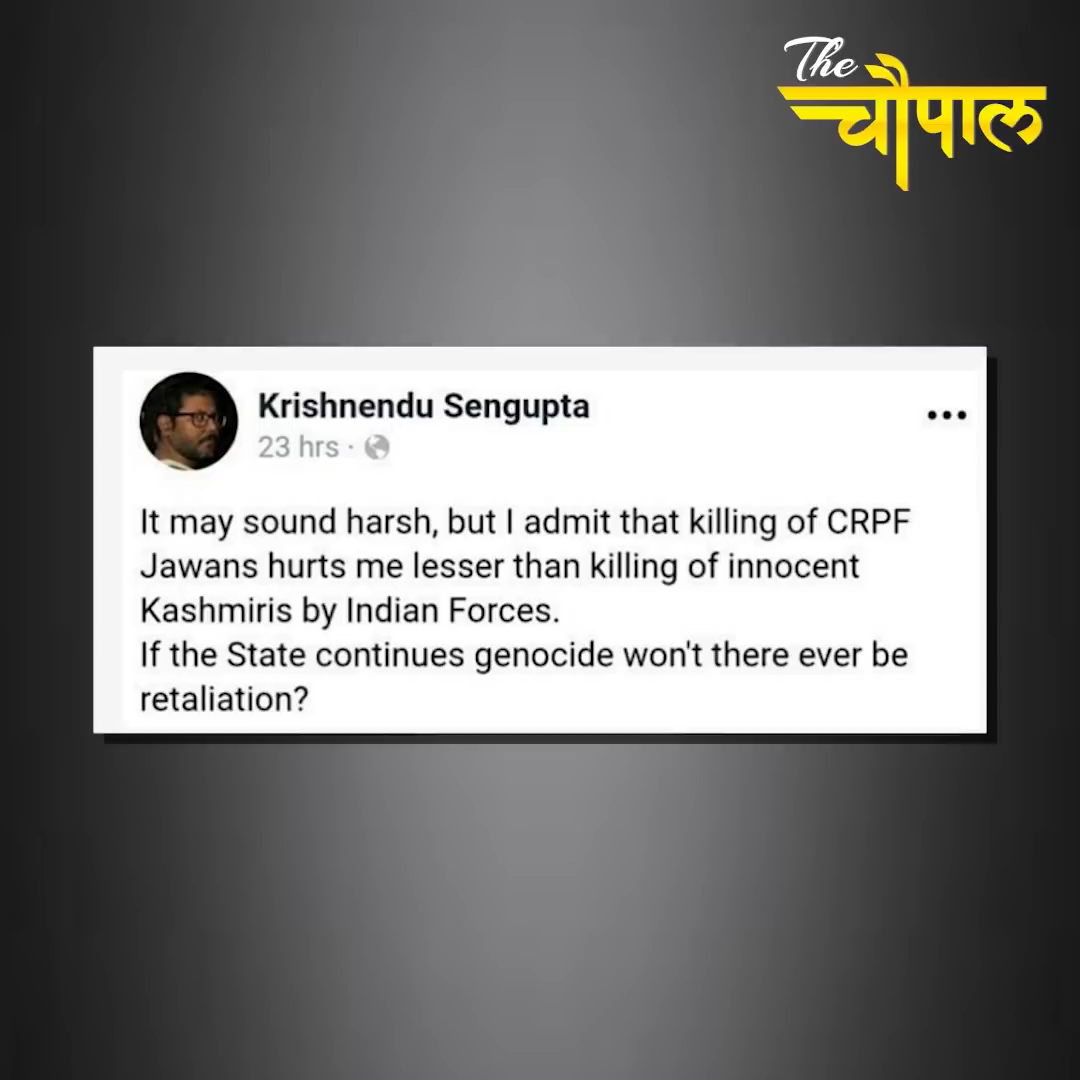 The
चौपाल
Krishnendu Sengupta
23 hrs ·
It may sound harsh, but I admit that killing of CRPF
Jawans hurts me lesser than killing of innocent
Kashmiris by Indian Forces.
If the State continues genocide won't there ever be
retaliation?